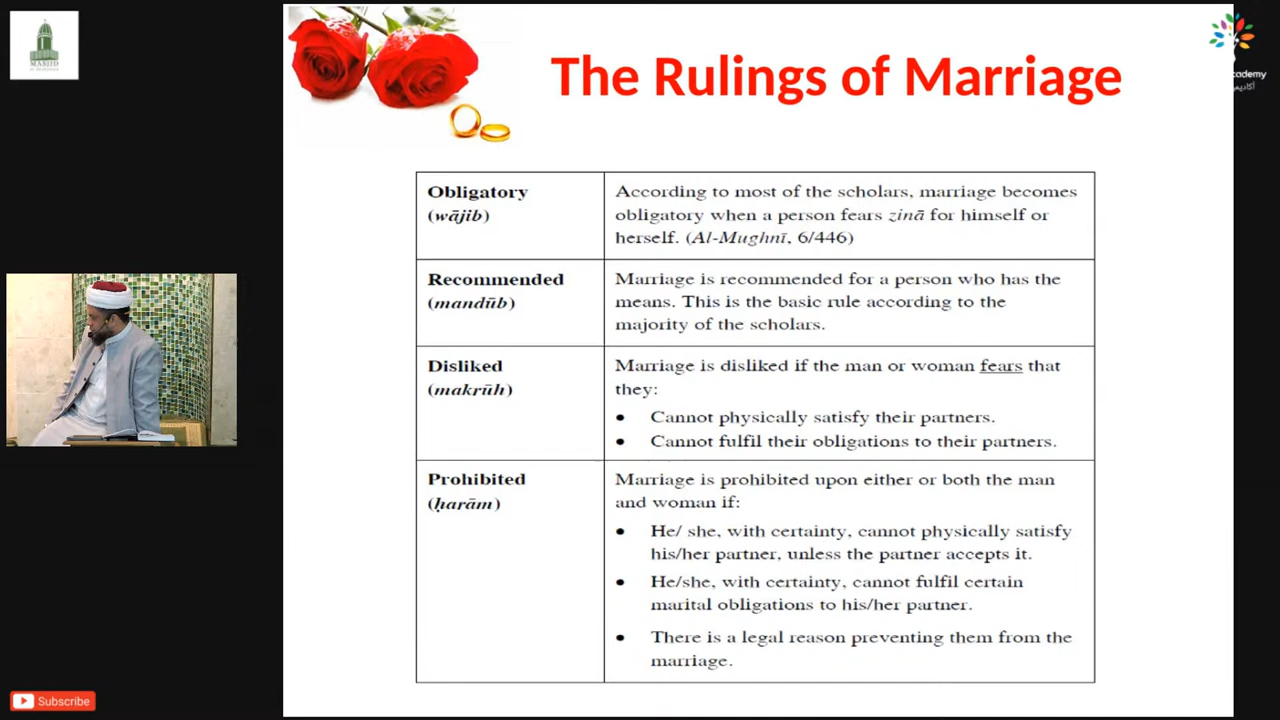 MASJID
The Rulings of Marriage
cademy
Obligatory
(wājib)
According to most of the scholars, marriage becomes
obligatory when a person fears zinā for himself or
herself. (Al-Mughnī, 6/446)
Recommended
(mandūb)
Marriage is recommended for a person who has the
means. This is the basic rule according to the
majority of the scholars.
Disliked
(makrūh)
Marriage is disliked if the man or woman fears that
they:
• Cannot physically satisfy their partners.
• Cannot fulfil their obligations to their partners.
Prohibited
(ḥarām)
Marriage is prohibited upon either or both the man
and woman if:
• He/ she, with certainty, cannot physically satisfy
his/her partner, unless the partner accepts it.
• He/she, with certainty, cannot fulfil certain
marital obligations to his/her partner.
• There is a legal reason preventing them from the
marriage.
Subscribe